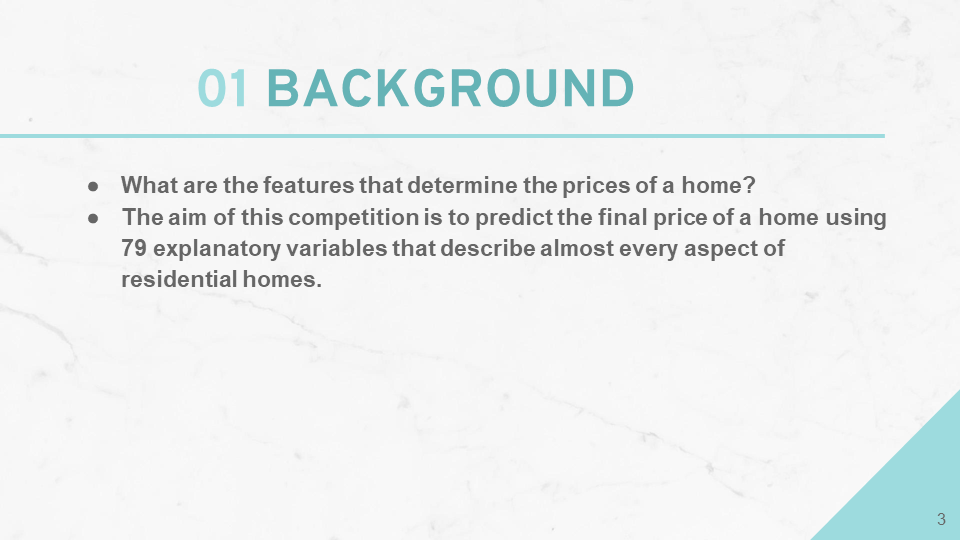 01 BACKGROUND
● What are the features that determine the prices of a home?
● The aim of this competition is to predict the final price of a home using
79 explanatory variables that describe almost every aspect of
residential homes.
3